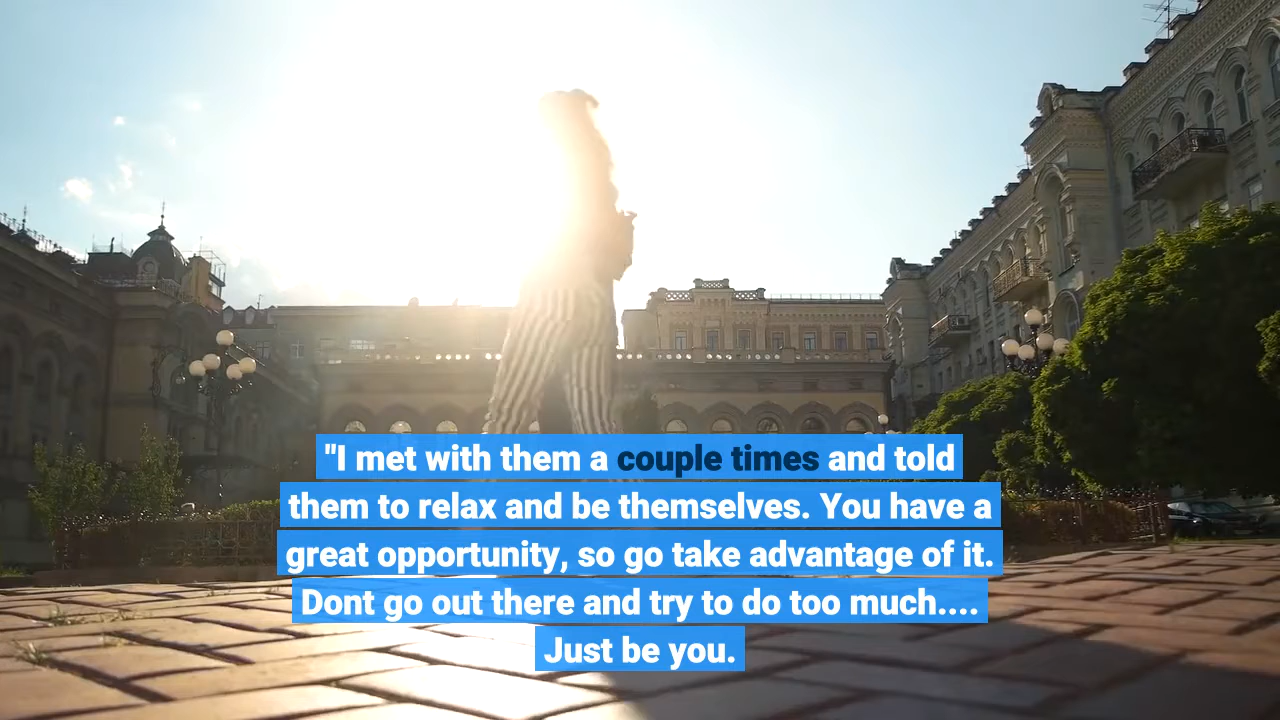 "I met with them a couple times and told
them to relax and be themselves. You have a
great opportunity, so go take advantage of it.
Dont go out there and try to do too much....
Just be you.